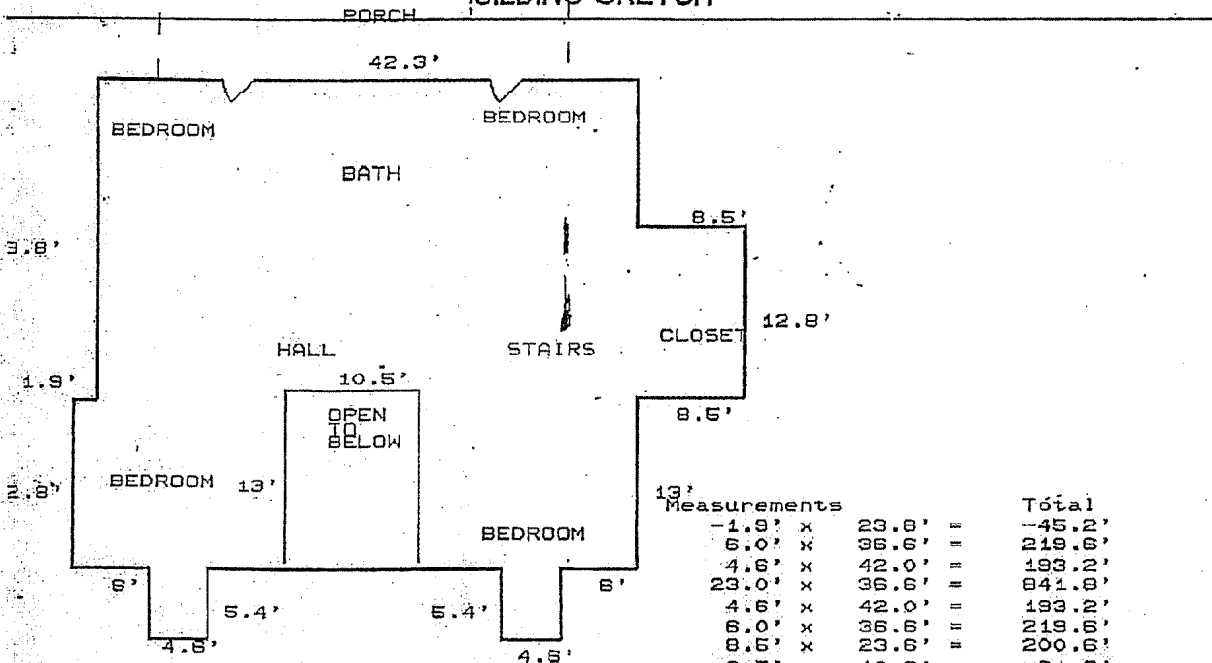 PORCH
SKETCH
42.3'
BEDROOM
BEDROOM
BATH
8.5'
3.8'
12.8'
CLOSET
HALL
STAIRS
1.9'
10.5'
8.5'
OPEN
TO
BELOW
BEDROOM
13'
2.8'
13'
BEDROOM
Measurements Total
-1.9' x 23.8' = -45.2'
6.0' x 36.6' = 219.6'
4.6' x 42.0' = 193.2'
23.0' x 36.6' = 841.8'
4.6' x 42.0' = 193.2'
6.0' x 36.6' = 219.6'
8.5' x 23.6' = 200.6'
6'
6'
5.4'
5.4'
4.6'
4.6'